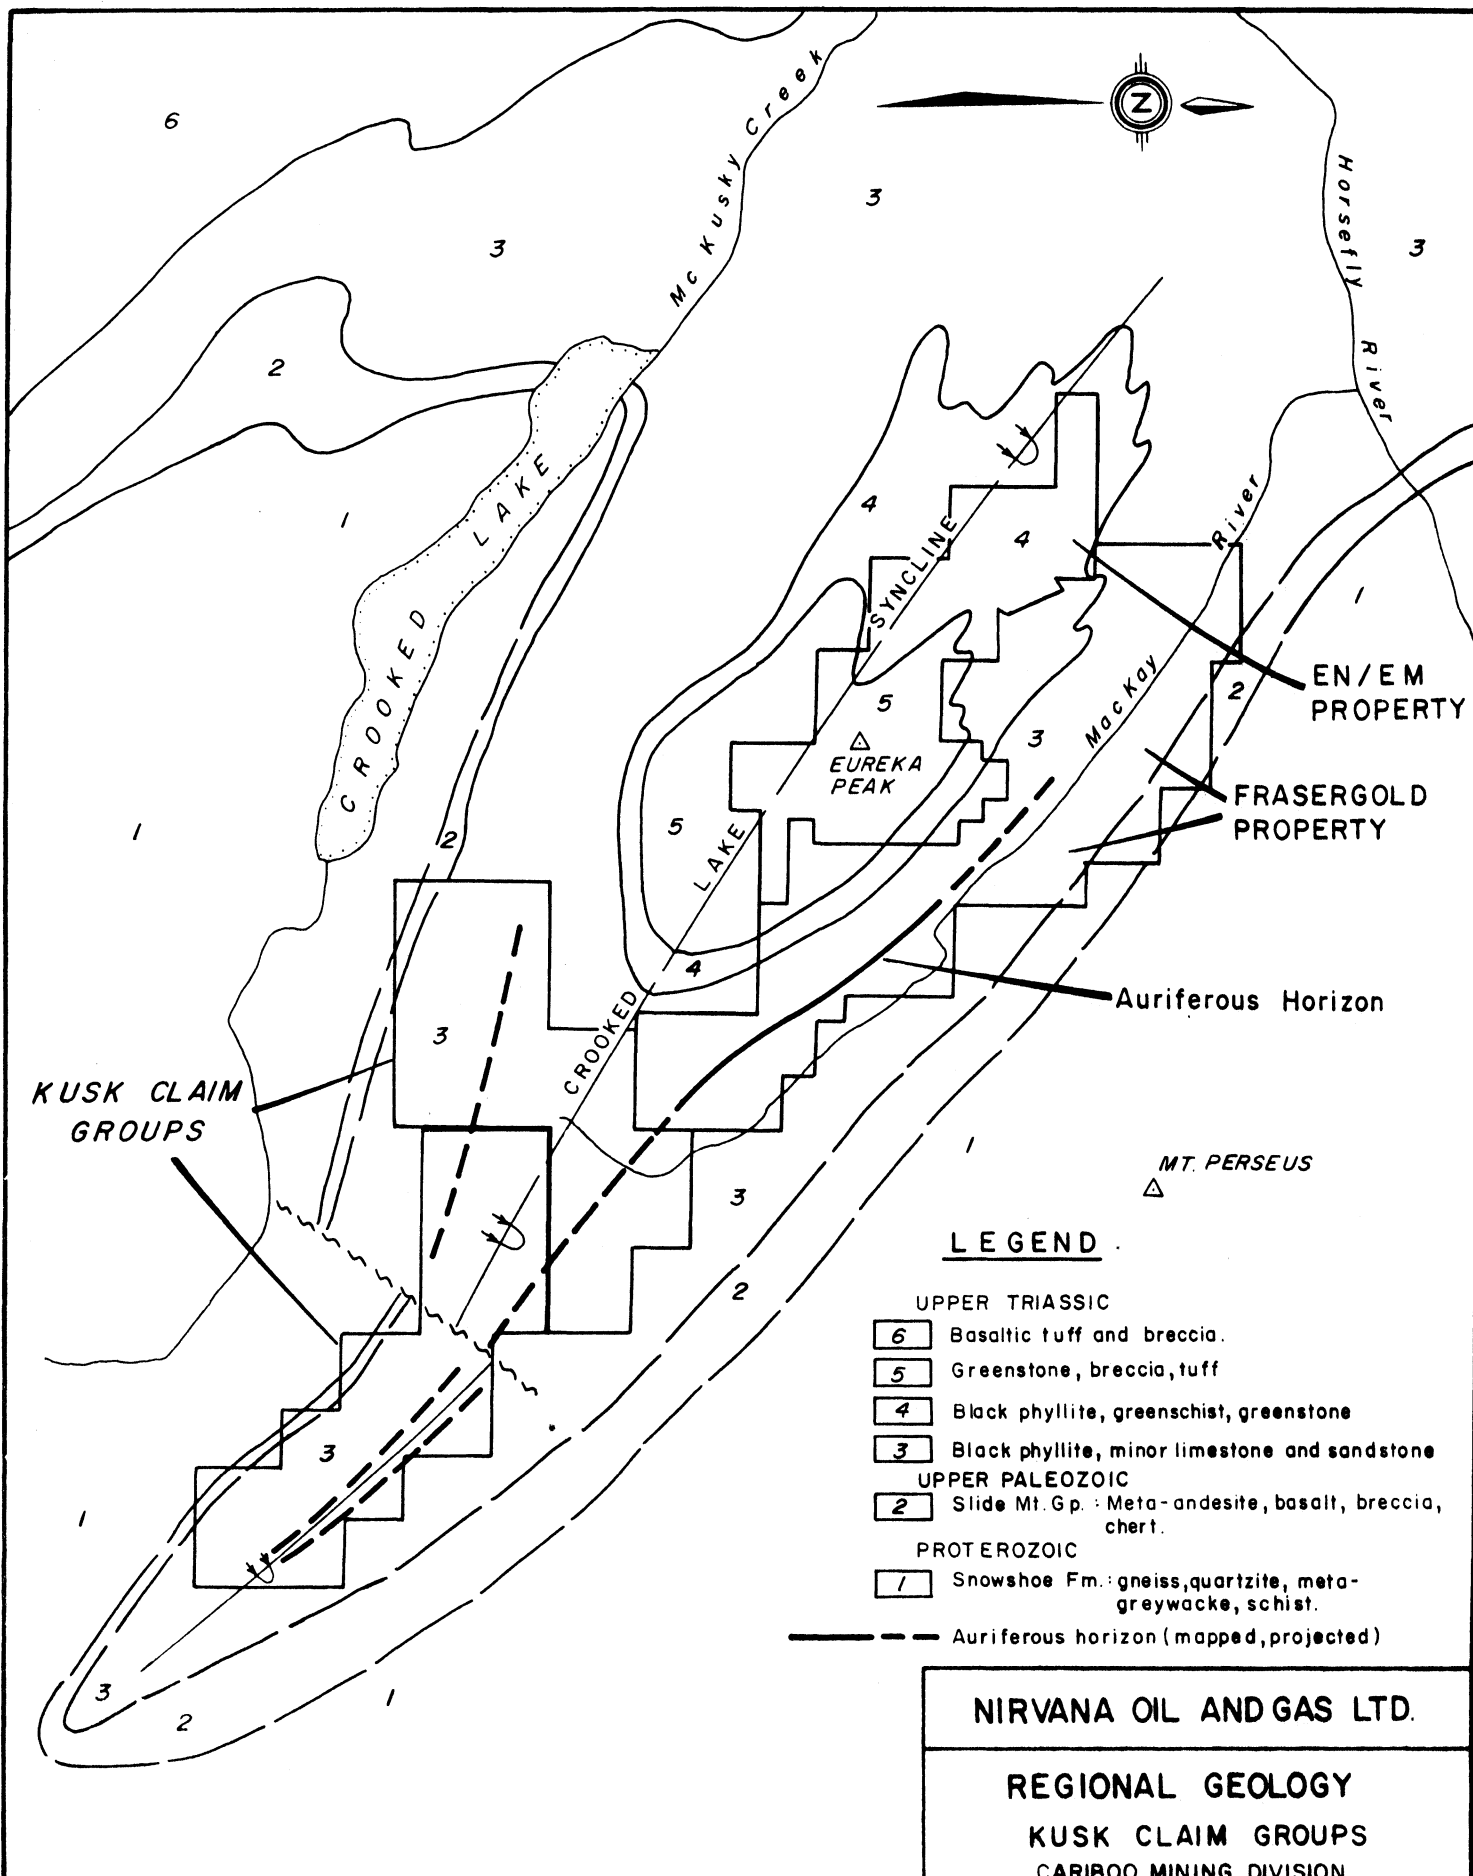 6
Mc Kusky Creek
N
Horsefly River
3
3
3
2
CROOKED LAKE
1
4
4
MacKay River
1
CROOKED LAKE SYNCLINE
EN/EM
PROPERTY
2
5
3
EUREKA
PEAK
FRASERGOLD
PROPERTY
5
1
2
4
Auriferous Horizon
3
KUSK CLAIM
GROUPS
1
MT. PERSEUS
3
2
3
1
3
2
1
LEGEND
UPPER TRIASSIC
6 Basaltic tuff and breccia.
5 Greenstone, breccia, tuff
4 Black phyllite, greenschist, greenstone
3 Black phyllite, minor limestone and sandstone
UPPER PALEOZOIC
2 Slide Mt. Gp. : Meta-andesite, basalt, breccia,
chert.
PROTEROZOIC
1 Snowshoe Fm.: gneiss, quartzite, meta-
greywacke, schist.
Auriferous horizon (mapped, projected)
NIRVANA OIL AND GAS LTD.
REGIONAL GEOLOGY
KUSK CLAIM GROUPS
CARIBOO MINING DIVISION